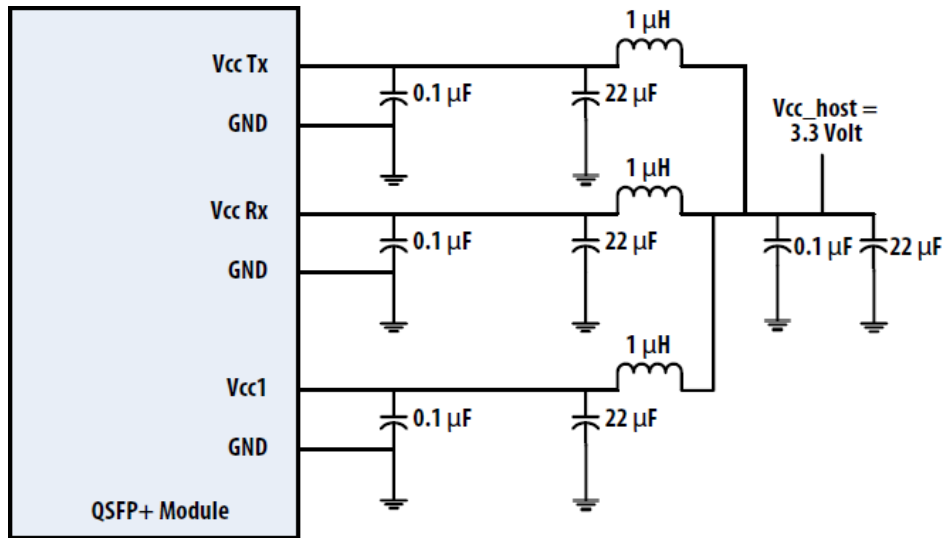 1 μH
Vcc Tx
0.1 μF
22 μF
GND
Vcc_host =
3.3 Volt
1 μH
Vcc Rx
0.1 μF
22 μF
0.1 μF
22 μF
GND
1 μH
Vcc1
0.1 μF
22 μF
GND
QSFP+ Module